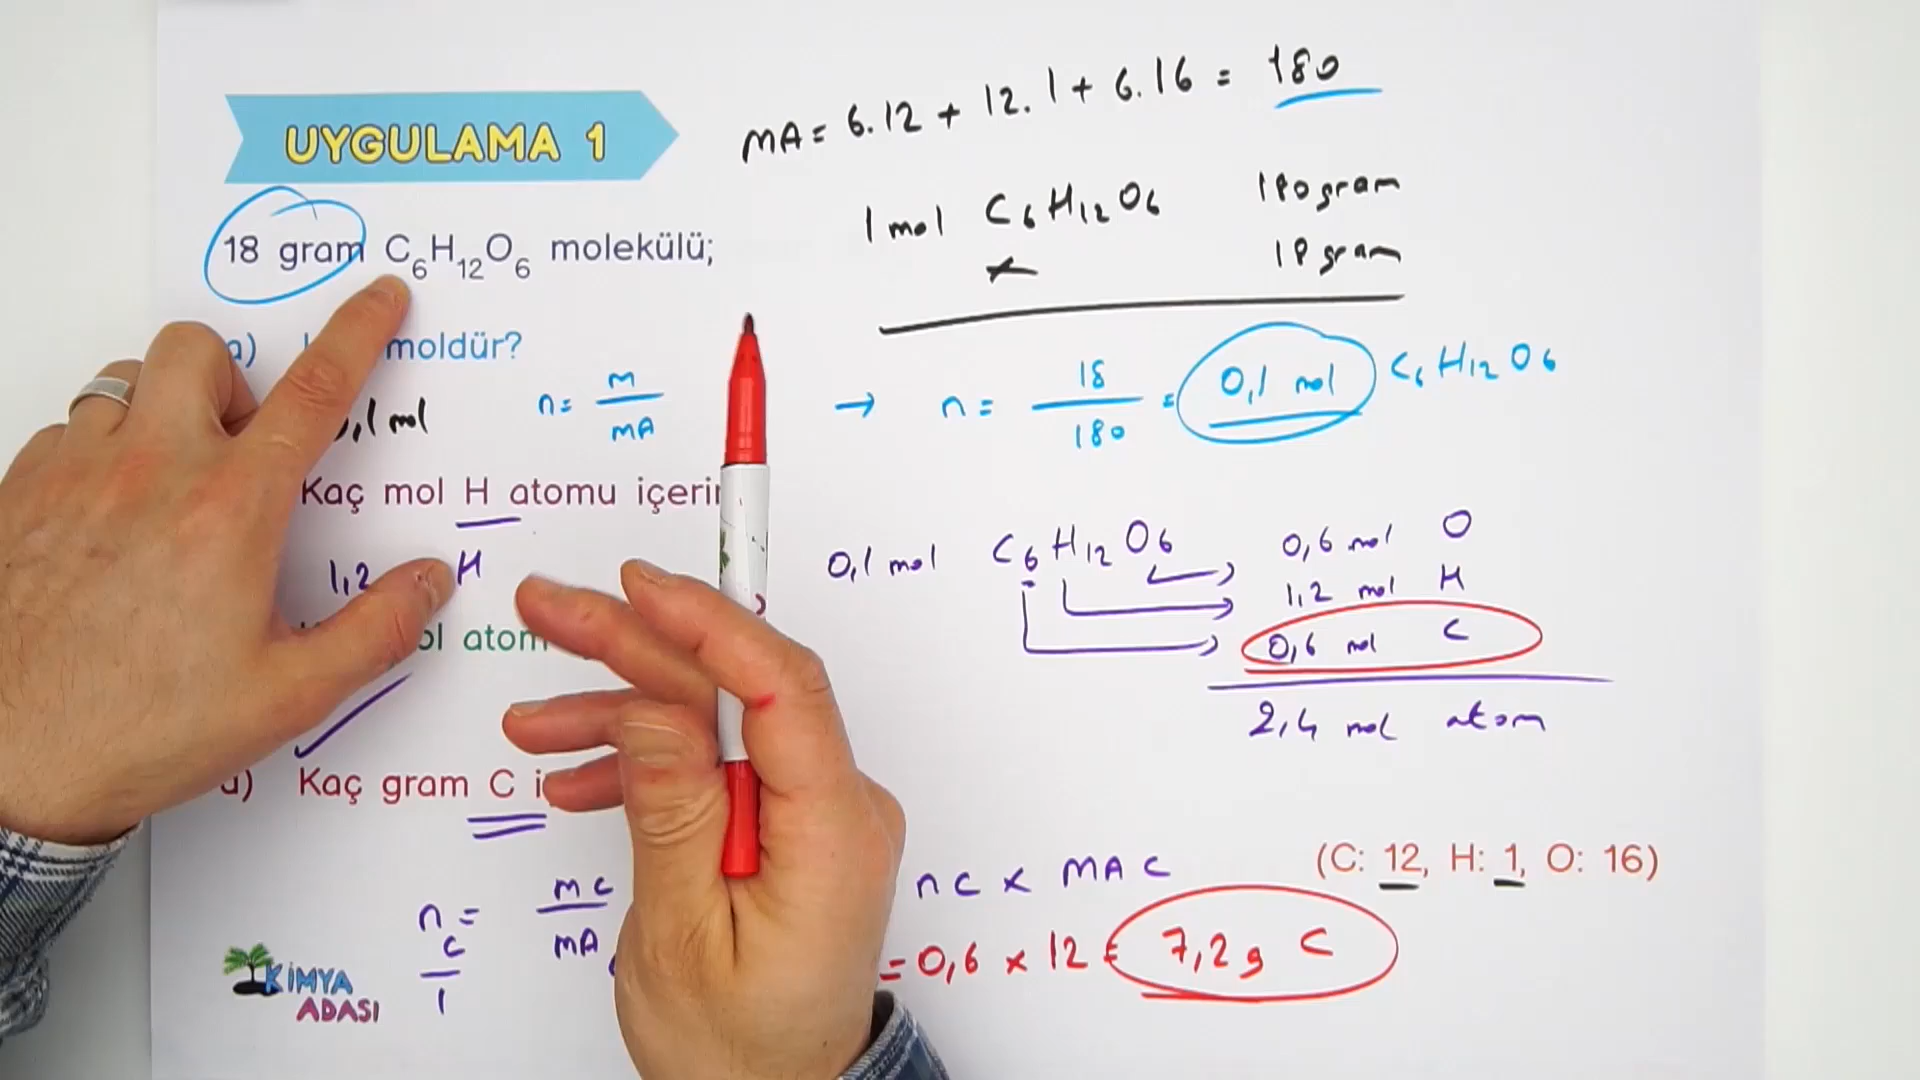 UYGULAMA 1
MA = 6.12 + 12.1 + 6.16 = 180
18 gram C6H12O6 molekülü;
1 mol C6H12O6 180 gram
x 18 gram
a) moldür?
0,1 mol
n = m / MA → n = 18 / 180 = 0,1 mol C6H12O6
Kaç mol H atomu
1,2 H
0,1 mol C6H12O6 0,6 mol O
1,2 mol H
0,6 mol C
2,4 mol atom
atom
d) Kaç gram C
(C: 12, H: 1, O: 16)
nC / 1 = mC / MA
nC x MAC
= 0,6 x 12 = 7,2 g C
KİMYA
ADASI